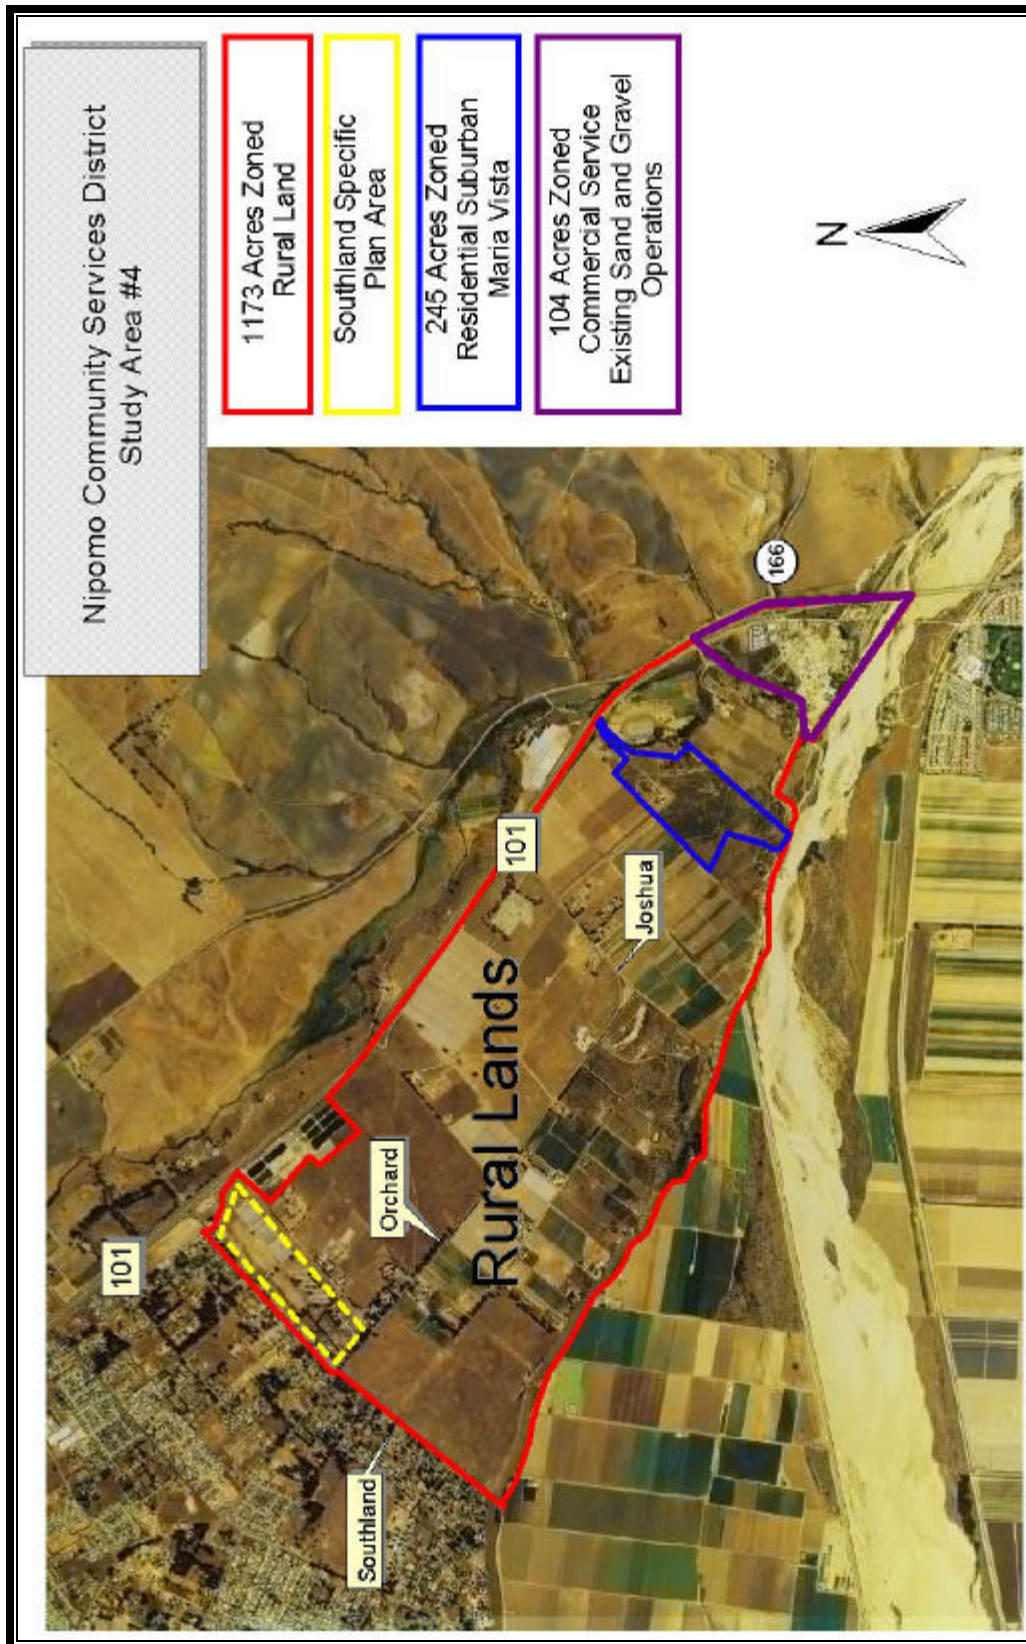 Nipomo Community Services District
Study Area #4
1173 Acres Zoned
Rural Land
Southland Specific
Plan Area
245 Acres Zoned
Residential Suburban
Maria Vista
104 Acres Zoned
Commercial Service
Existing Sand and Gravel
Operations
N
101
Southland
Orchard
Rural Lands
101
Joshua
166